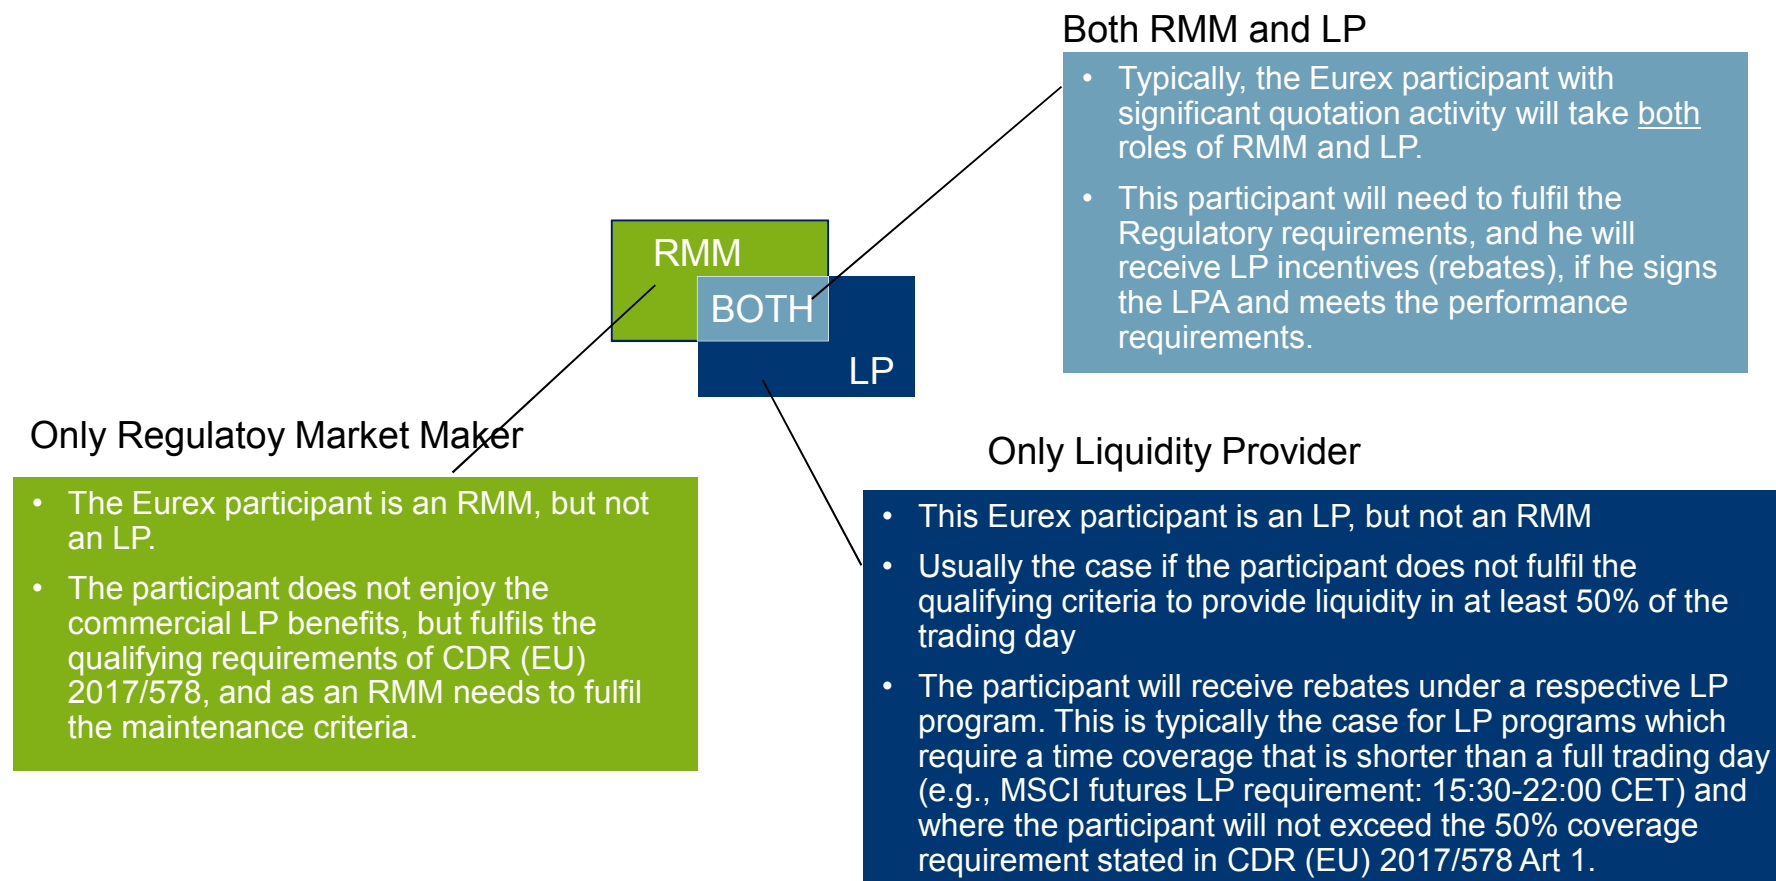 Both RMM and LP
• Typically, the Eurex participant with
significant quotation activity will take both
roles of RMM and LP.
• This participant will need to fulfil the
Regulatory requirements, and he will
receive LP incentives (rebates), if he signs
the LPA and meets the performance
requirements.
RMM
BOTH
LP
Only Regulatoy Market Maker
• The Eurex participant is an RMM, but not
an LP.
• The participant does not enjoy the
commercial LP benefits, but fulfils the
qualifying requirements of CDR (EU)
2017/578, and as an RMM needs to fulfil
the maintenance criteria.
Only Liquidity Provider
• This Eurex participant is an LP, but not an RMM
• Usually the case if the participant does not fulfil the
qualifying criteria to provide liquidity in at least 50% of the
trading day
• The participant will receive rebates under a respective LP
program. This is typically the case for LP programs which
require a time coverage that is shorter than a full trading day
(e.g., MSCI futures LP requirement: 15:30-22:00 CET) and
where the participant will not exceed the 50% coverage
requirement stated in CDR (EU) 2017/578 Art 1.